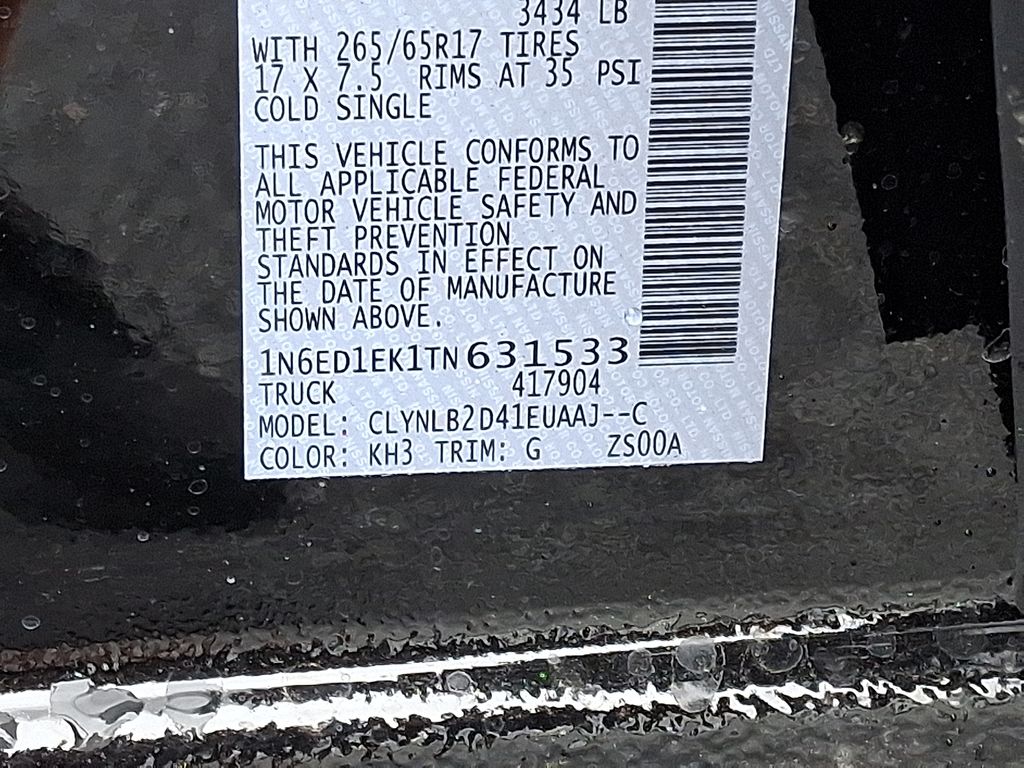 3434 LB
WITH 265/65R17 TIRES
17 X 7.5 RIMS AT 35 PSI
COLD SINGLE
THIS VEHICLE CONFORMS TO
ALL APPLICABLE FEDERAL
MOTOR VEHICLE SAFETY AND
THEFT PREVENTION
STANDARDS IN EFFECT ON
THE DATE OF MANUFACTURE
SHOWN ABOVE.
1N6ED1EK1TN631533
TRUCK 417904
MODEL: CLYNLB2D41EUAAJ--C
COLOR: KH3 TRIM: G ZS00A